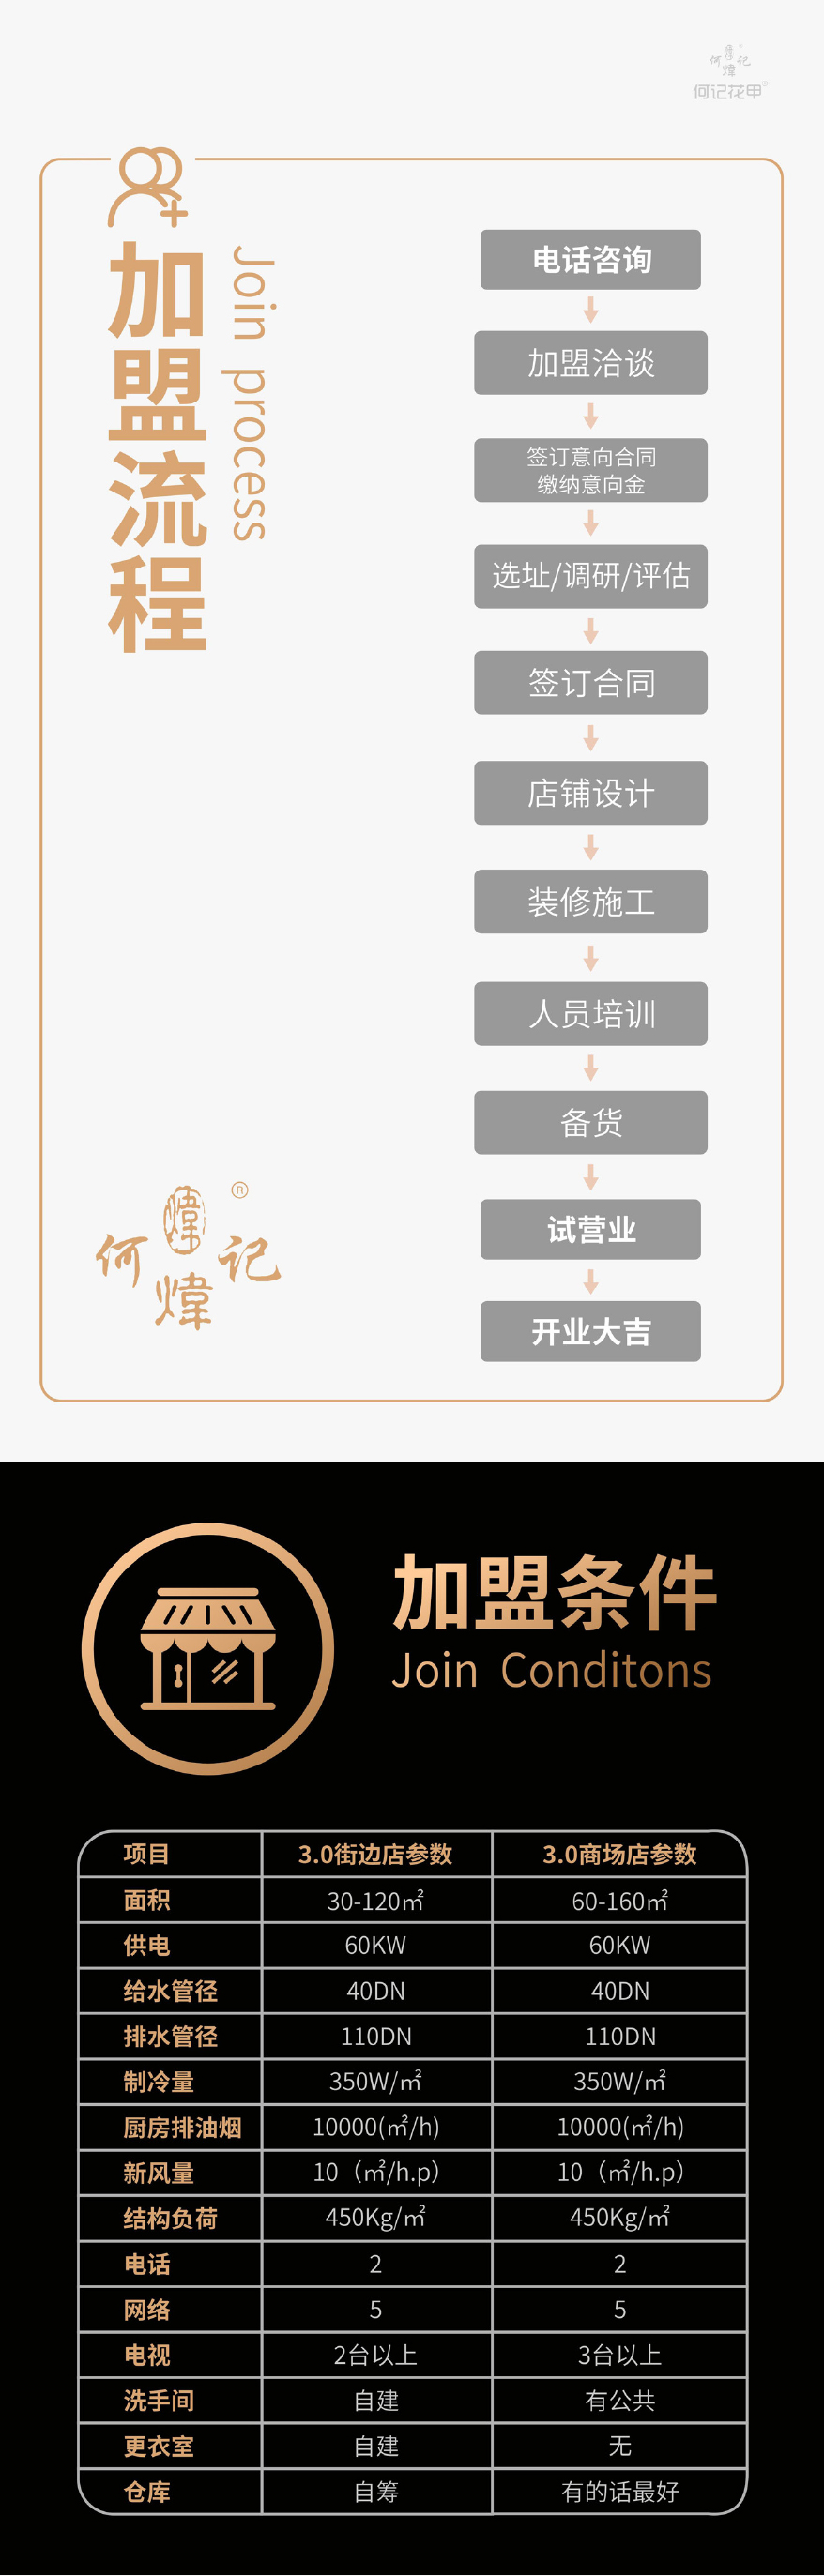 何煒煒记
何记花甲®
加盟流程
Join process
电话咨询
加盟洽谈
签订意向合同
缴纳意向金
选址/调研/评估
签订合同
店铺设计
装修施工
人员培训
备货
试营业
开业大吉
何煒煒记®
加盟条件
Join Conditons
项目 3.0街边店参数 3.0商场店参数
面积 30-120㎡ 60-160㎡
供电 60KW 60KW
给水管径 40DN 40DN
排水管径 110DN 110DN
制冷量 350W/㎡ 350W/㎡
厨房排油烟 10000(㎡/h) 10000(㎡/h)
新风量 10（㎡/h.p） 10（㎡/h.p）
结构负荷 450Kg/㎡ 450Kg/㎡
电话 2 2
网络 5 5
电视 2台以上 3台以上
洗手间 自建 有公共
更衣室 自建 无
仓库 自筹 有的话最好